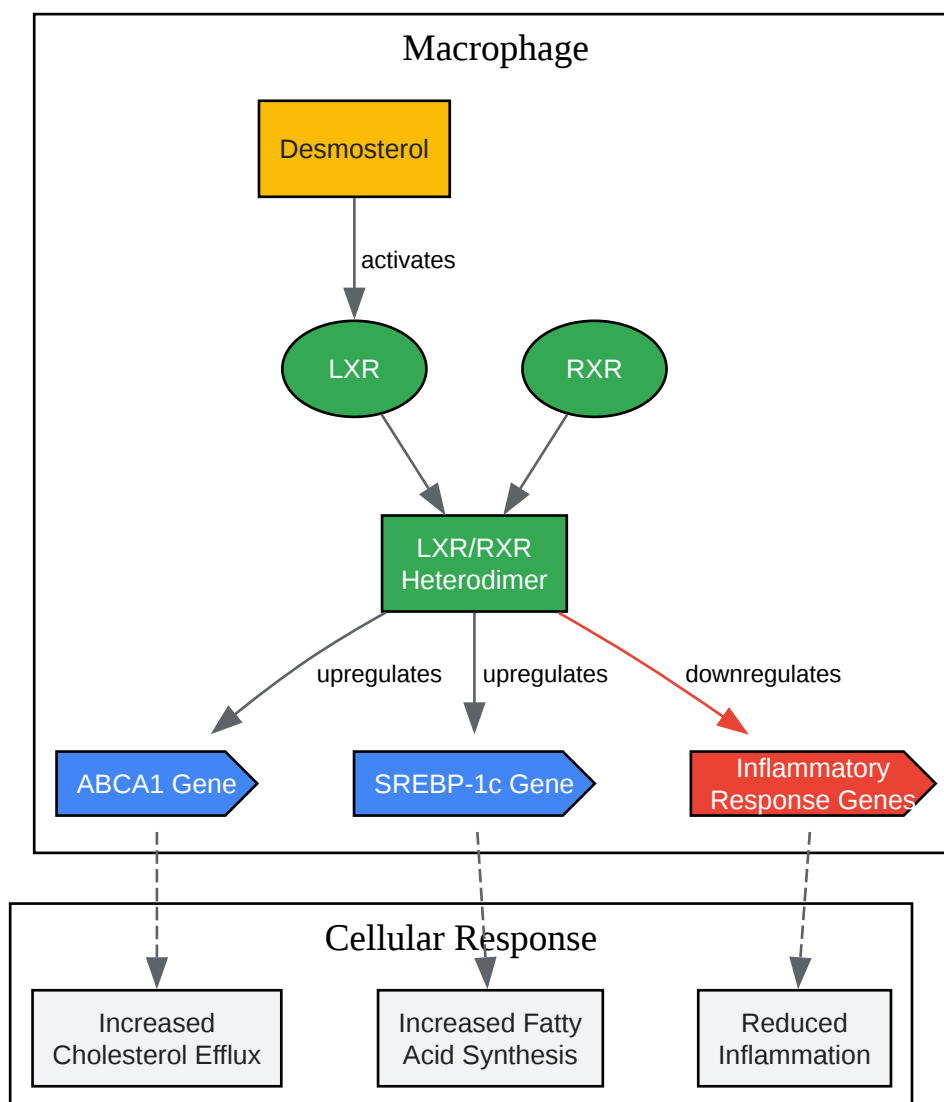 Macrophage
Desmosterol
activates
LXR
RXR
LXR/RXR
Heterodimer
upregulates
upregulates
downregulates
ABCA1 Gene
SREBP-1c Gene
Inflammatory
Response Genes
Cellular Response
Increased
Cholesterol Efflux
Increased Fatty
Acid Synthesis
Reduced
Inflammation